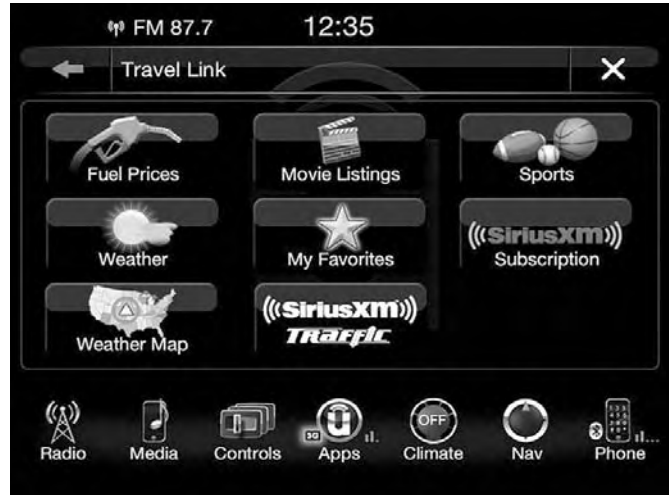 FM 87.7 12:35
Travel Link
Fuel Prices Movie Listings Sports
Weather My Favorites ((SiriusXM)) Subscription
Weather Map ((SiriusXM)) Traffic
OFF
3G
Radio Media Controls Apps Climate Nav Phone